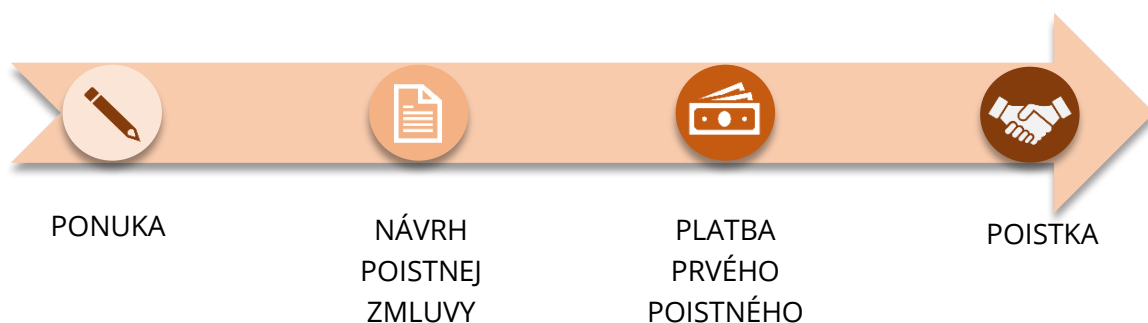 PONUKA
NÁVRH
POISTNEJ
ZMLUVY
PLATBA
PRVÉHO
POISTNÉHO
POISTKA